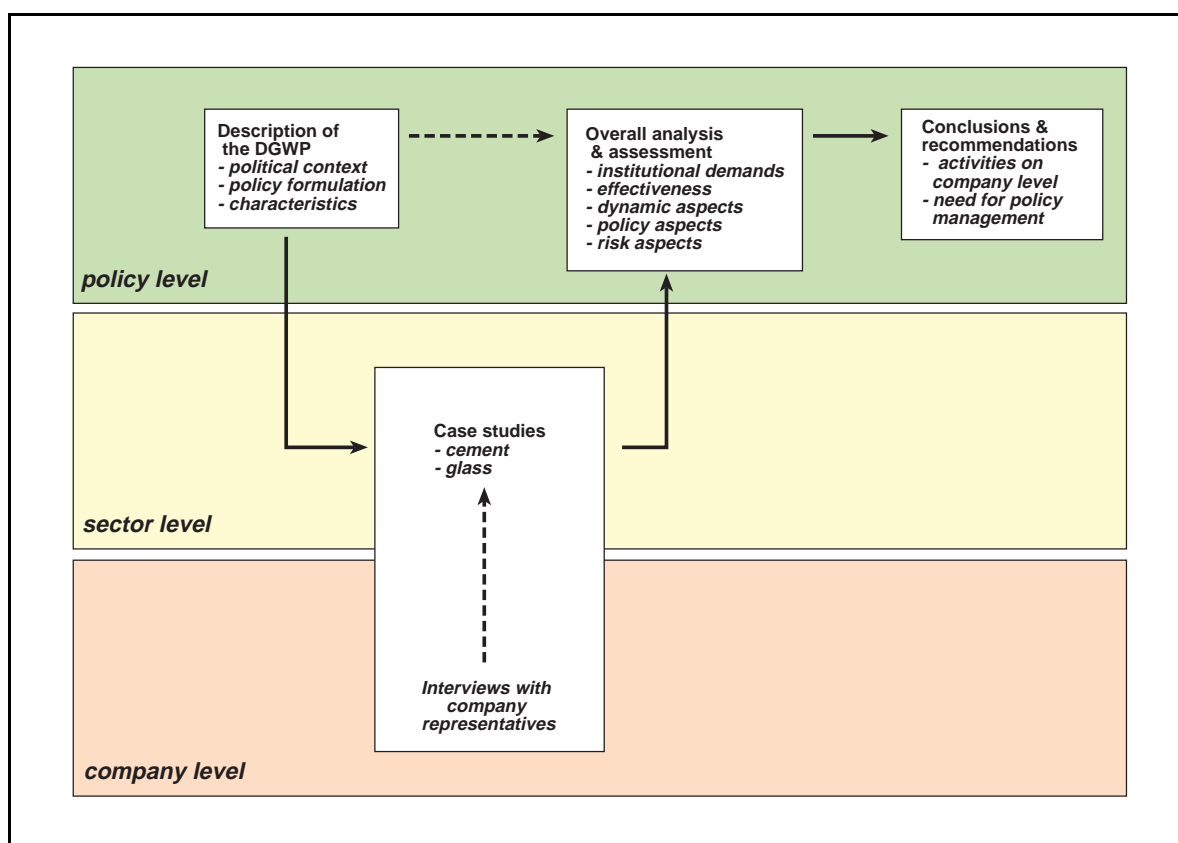 Description of
the DGWP
- political context
- policy formulation
- characteristics
Overall analysis
& assessment
- institutional demands
- effectiveness
- dynamic aspects
- policy aspects
- risk aspects
Conclusions &
recommendations
- activities on
company level
- need for policy
management
policy level
Case studies
- cement
- glass
sector level
Interviews with
company
representatives
company level